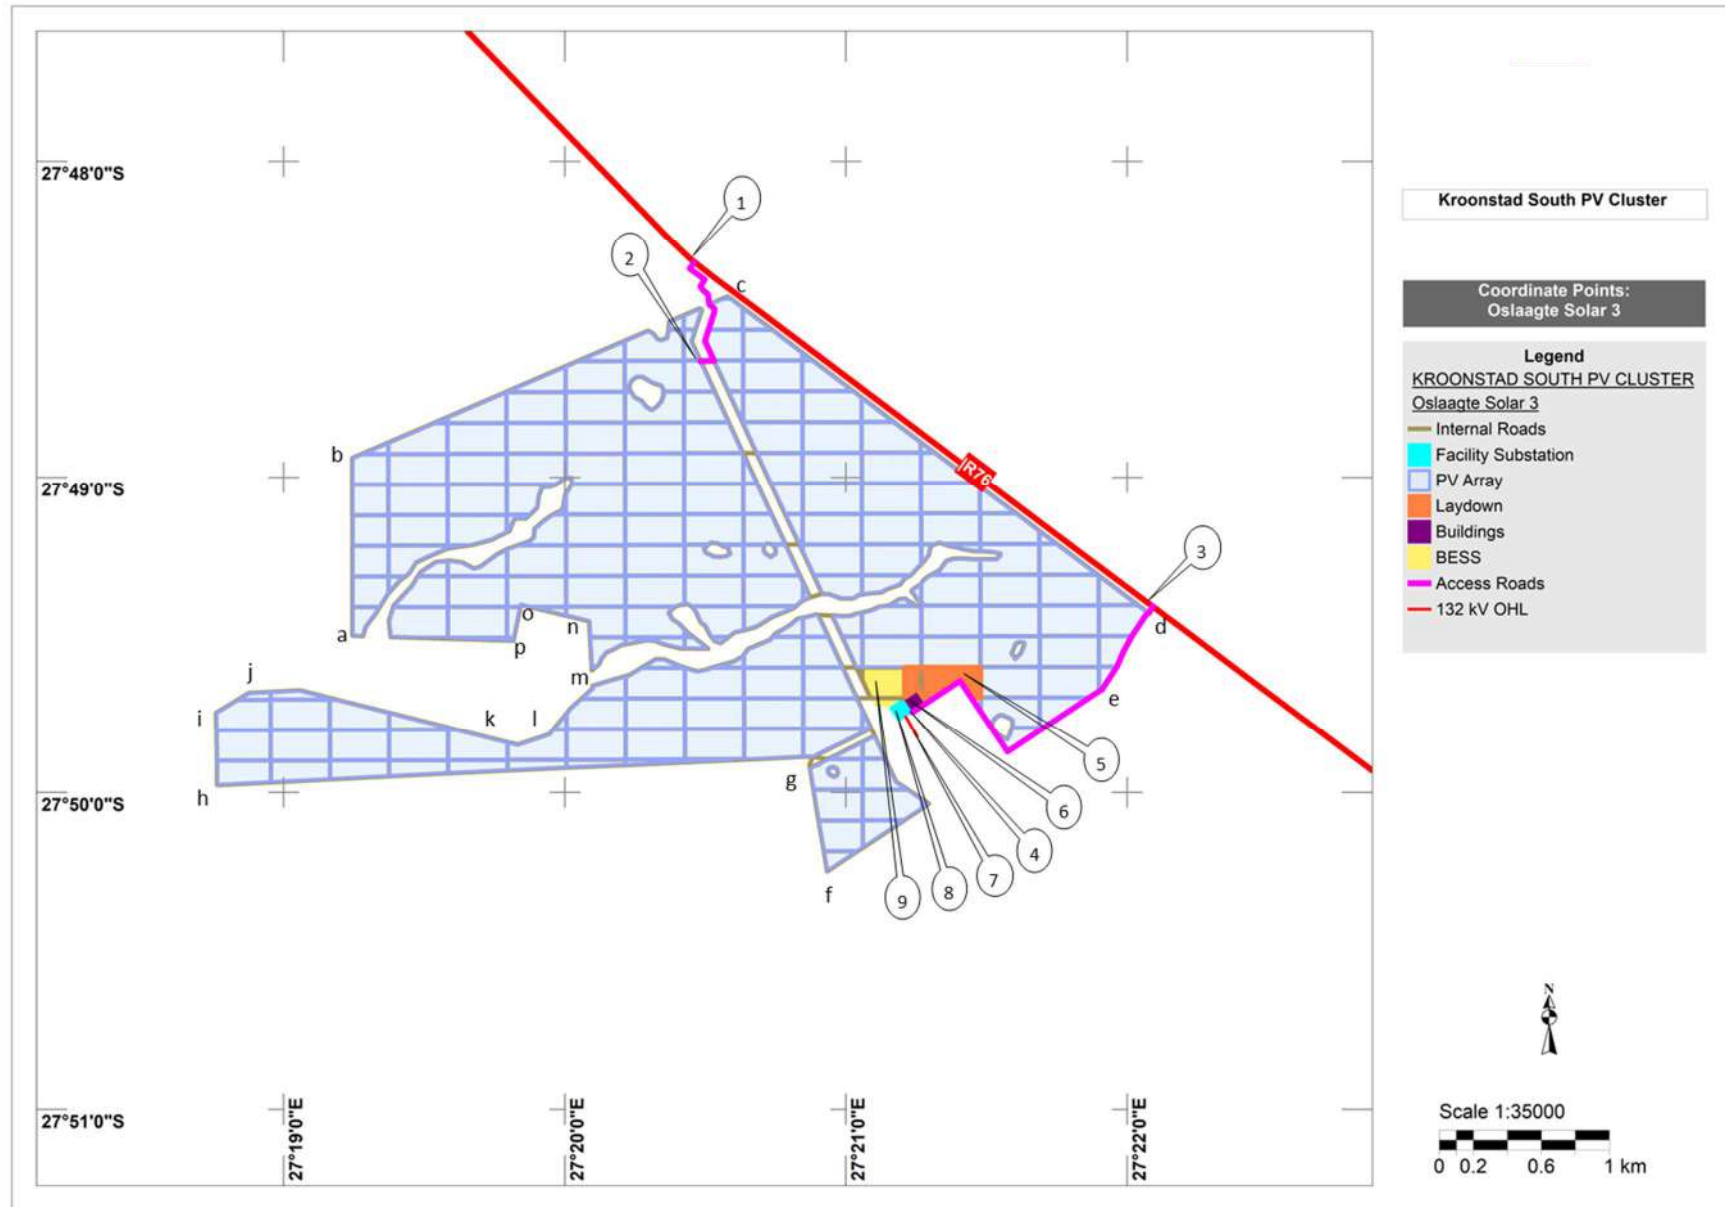 27°48'0"S
27°49'0"S
27°50'0"S
27°51'0"S
27°19'0"E
27°20'0"E
27°21'0"E
27°22'0"E
1
2
c
b
R76
3
a
o
n
p
d
m
j
i
k
l
e
h
g
5
6
4
7
8
9
f
Kroonstad South PV Cluster
Coordinate Points:
Oslaagte Solar 3
Legend
KROONSTAD SOUTH PV CLUSTER
Oslaagte Solar 3
Internal Roads
Facility Substation
PV Array
Laydown
Buildings
BESS
Access Roads
132 kV OHL
N
Scale 1:35000
0 0.2 0.6 1 km